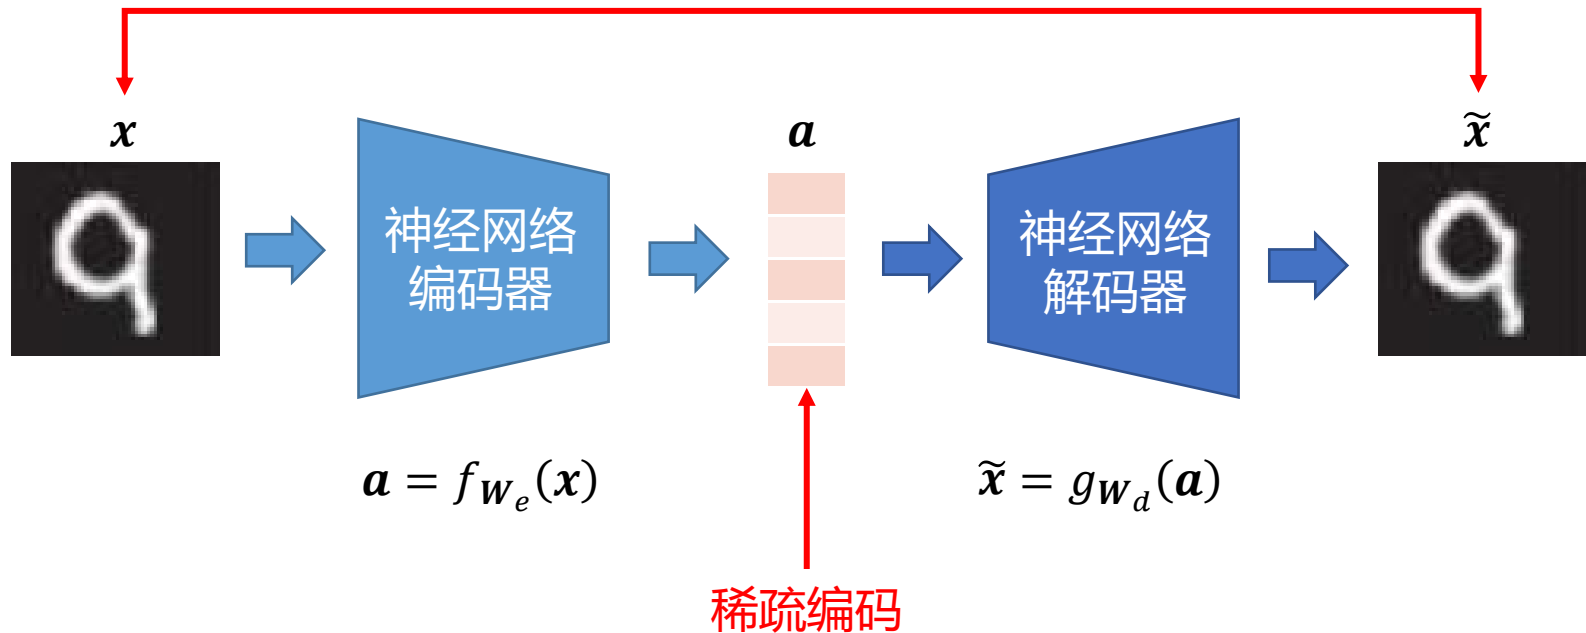 x
a
x̃
神经网络
编码器
神经网络
解码器
a = f_{W_e}(x)
x̃ = g_{W_d}(a)
稀疏编码